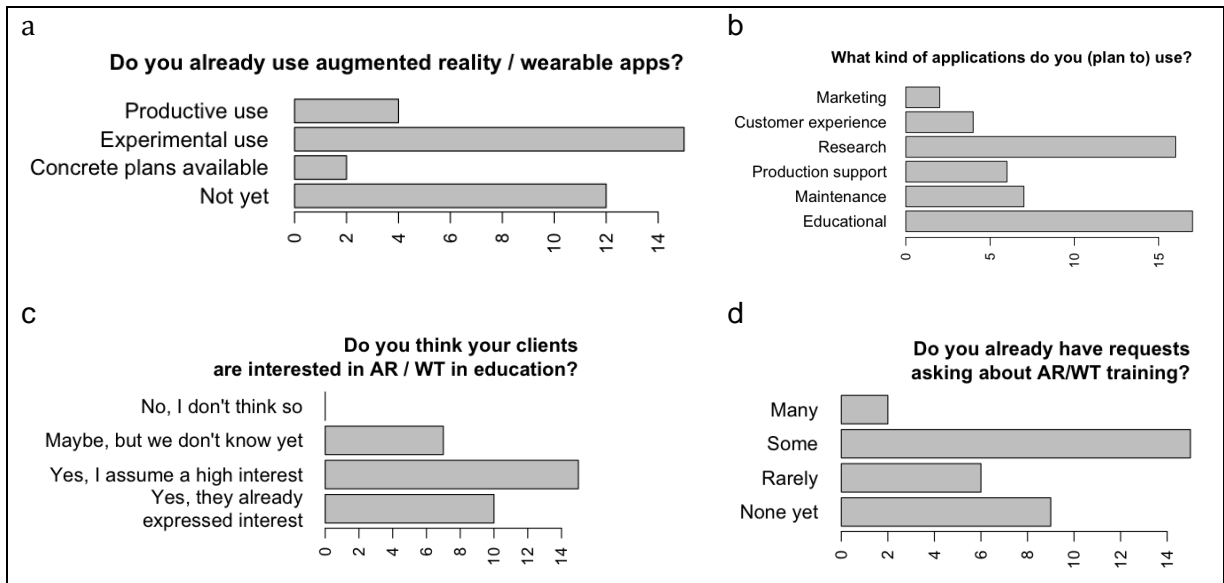 a
Do you already use augmented reality / wearable apps?
Productive use
Experimental use
Concrete plans available
Not yet
0 2 4 6 8 10 12 14
b
What kind of applications do you (plan to) use?
Marketing
Customer experience
Research
Production support
Maintenance
Educational
0 5 10 15
c
Do you think your clients
are interested in AR / WT in education?
No, I don't think so
Maybe, but we don't know yet
Yes, I assume a high interest
Yes, they already
expressed interest
0 2 4 6 8 10 12 14
d
Do you already have requests
asking about AR/WT training?
Many
Some
Rarely
None yet
0 2 4 6 8 10 12 14